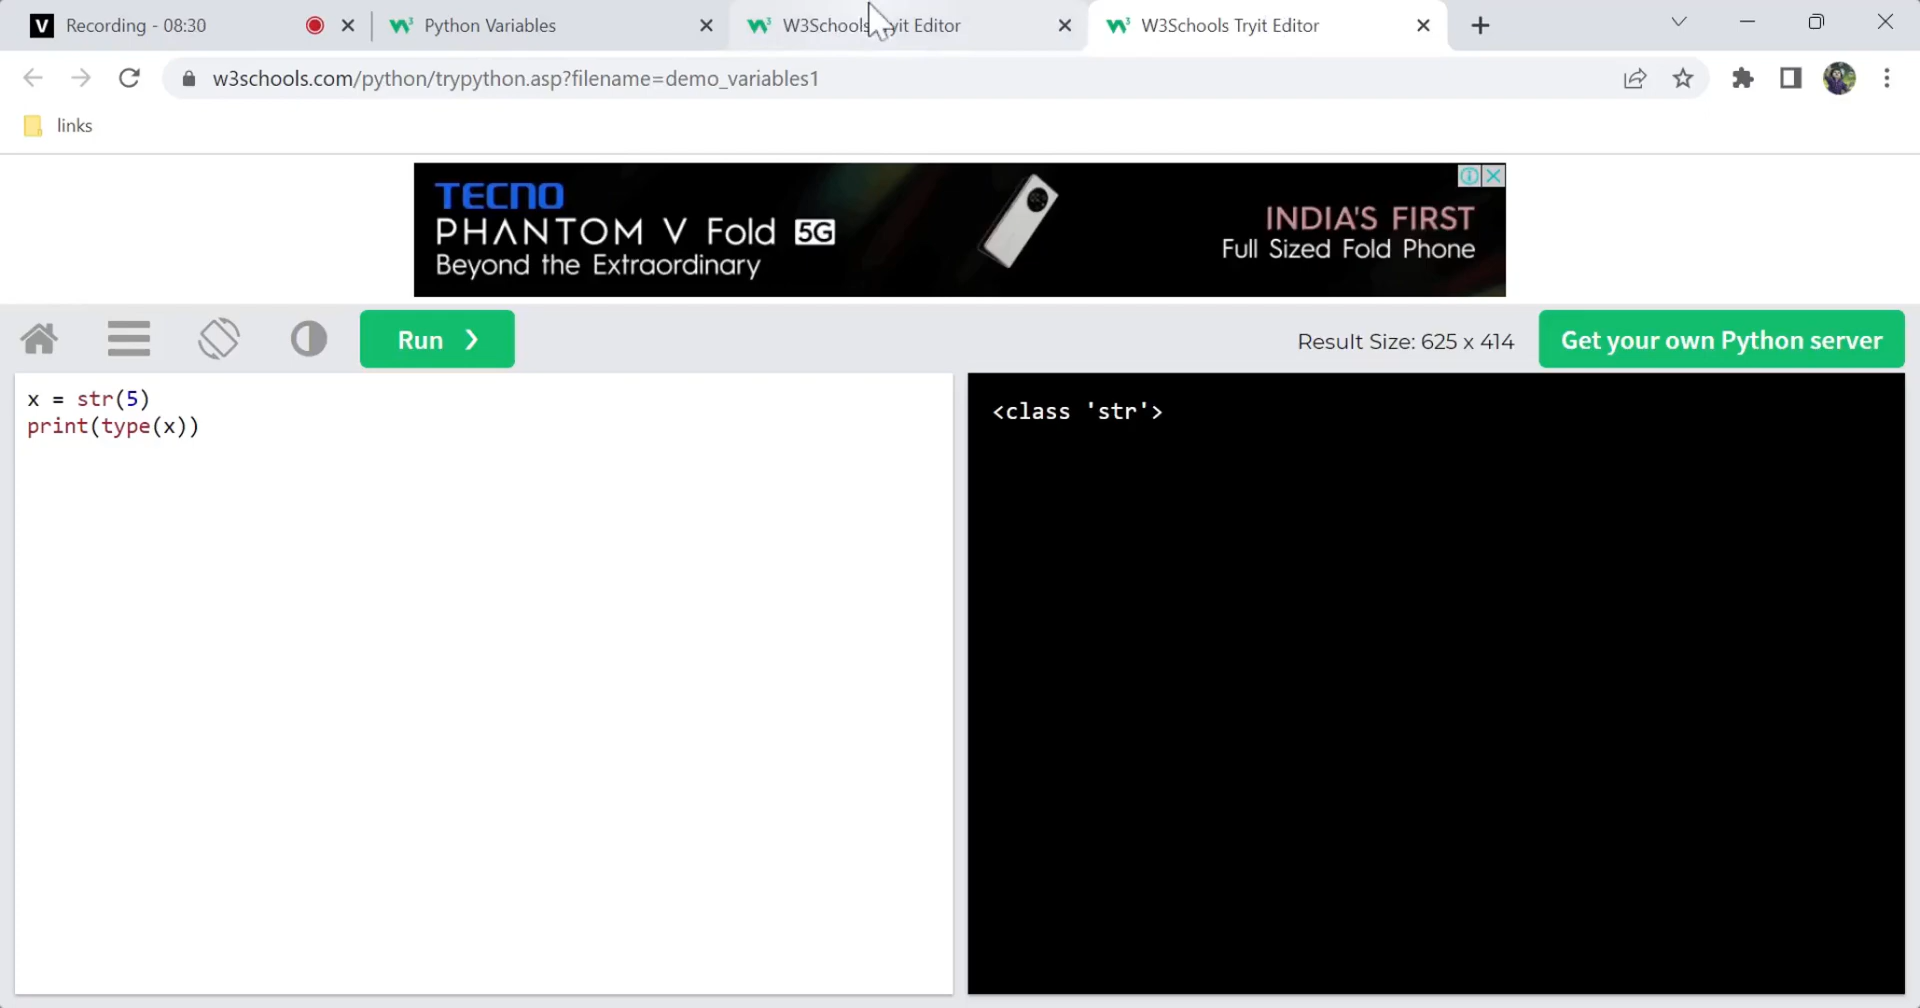 Recording - 08:30
Python Variables
W3Schools Tryit Editor
W3Schools Tryit Editor
w3schools.com/python/trypython.asp?filename=demo_variables1
links
TECNO
PHANTOM V Fold 5G
Beyond the Extraordinary
INDIA'S FIRST
Full Sized Fold Phone
Run ❯
Result Size: 625 x 414
Get your own Python server
x = str(5)
print(type(x))
<class 'str'>